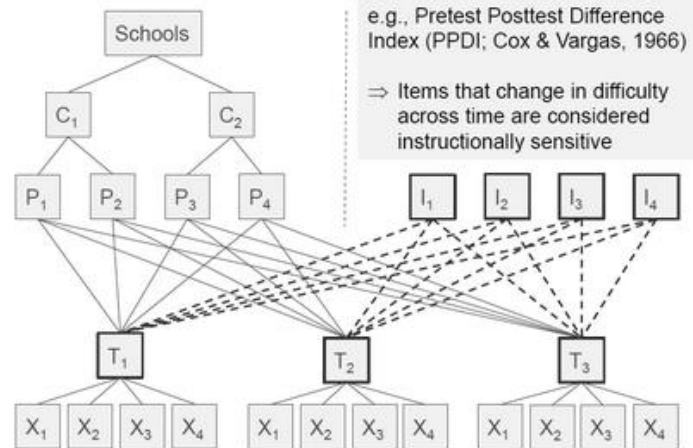 Schools
e.g., Pretest Posttest Difference
Index (PPDI; Cox & Vargas, 1966)
⇒ Items that change in difficulty
across time are considered
instructionally sensitive
C₁ C₂
P₁ P₂ P₃ P₄ I₁ I₂ I₃ I₄
T₁ T₂ T₃
X₁ X₂ X₃ X₄ X₁ X₂ X₃ X₄ X₁ X₂ X₃ X₄